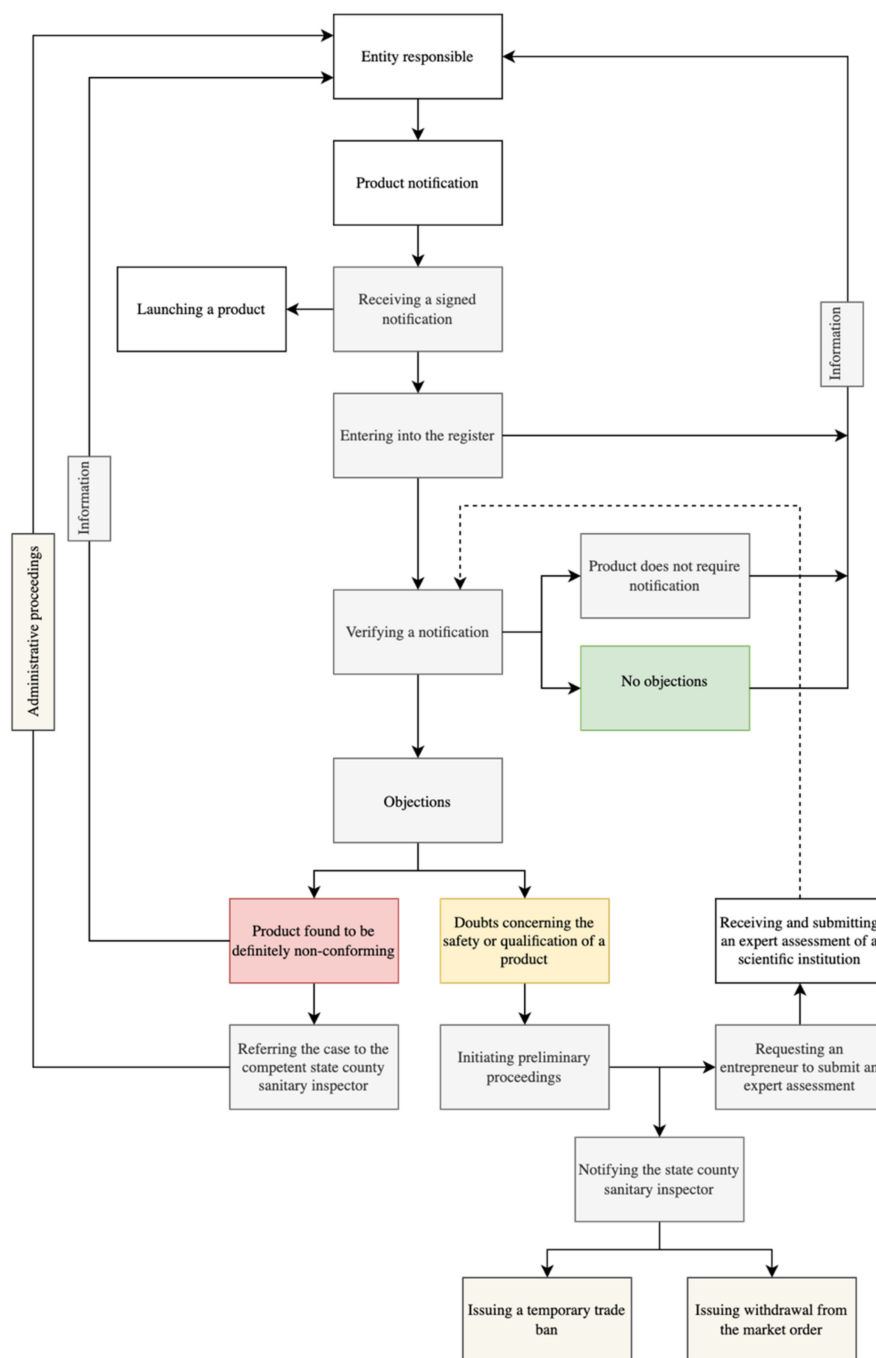 Entity responsible
Product notification
Launching a product
Receiving a signed
notification
Information
Entering into the register
Information
Administrative proceedings
Product does not require
notification
Verifying a notification
No objections
Objections
Product found to be
definitely non-conforming
Doubts concerning the
safety or qualification of a
product
Receiving and submitting
an expert assessment of a
scientific institution
Referring the case to the
competent state county
sanitary inspector
Initiating preliminary
proceedings
Requesting an
entrepreneur to submit an
expert assessment
Notifying the state county
sanitary inspector
Issuing a temporary trade
ban
Issuing withdrawal from
the market order